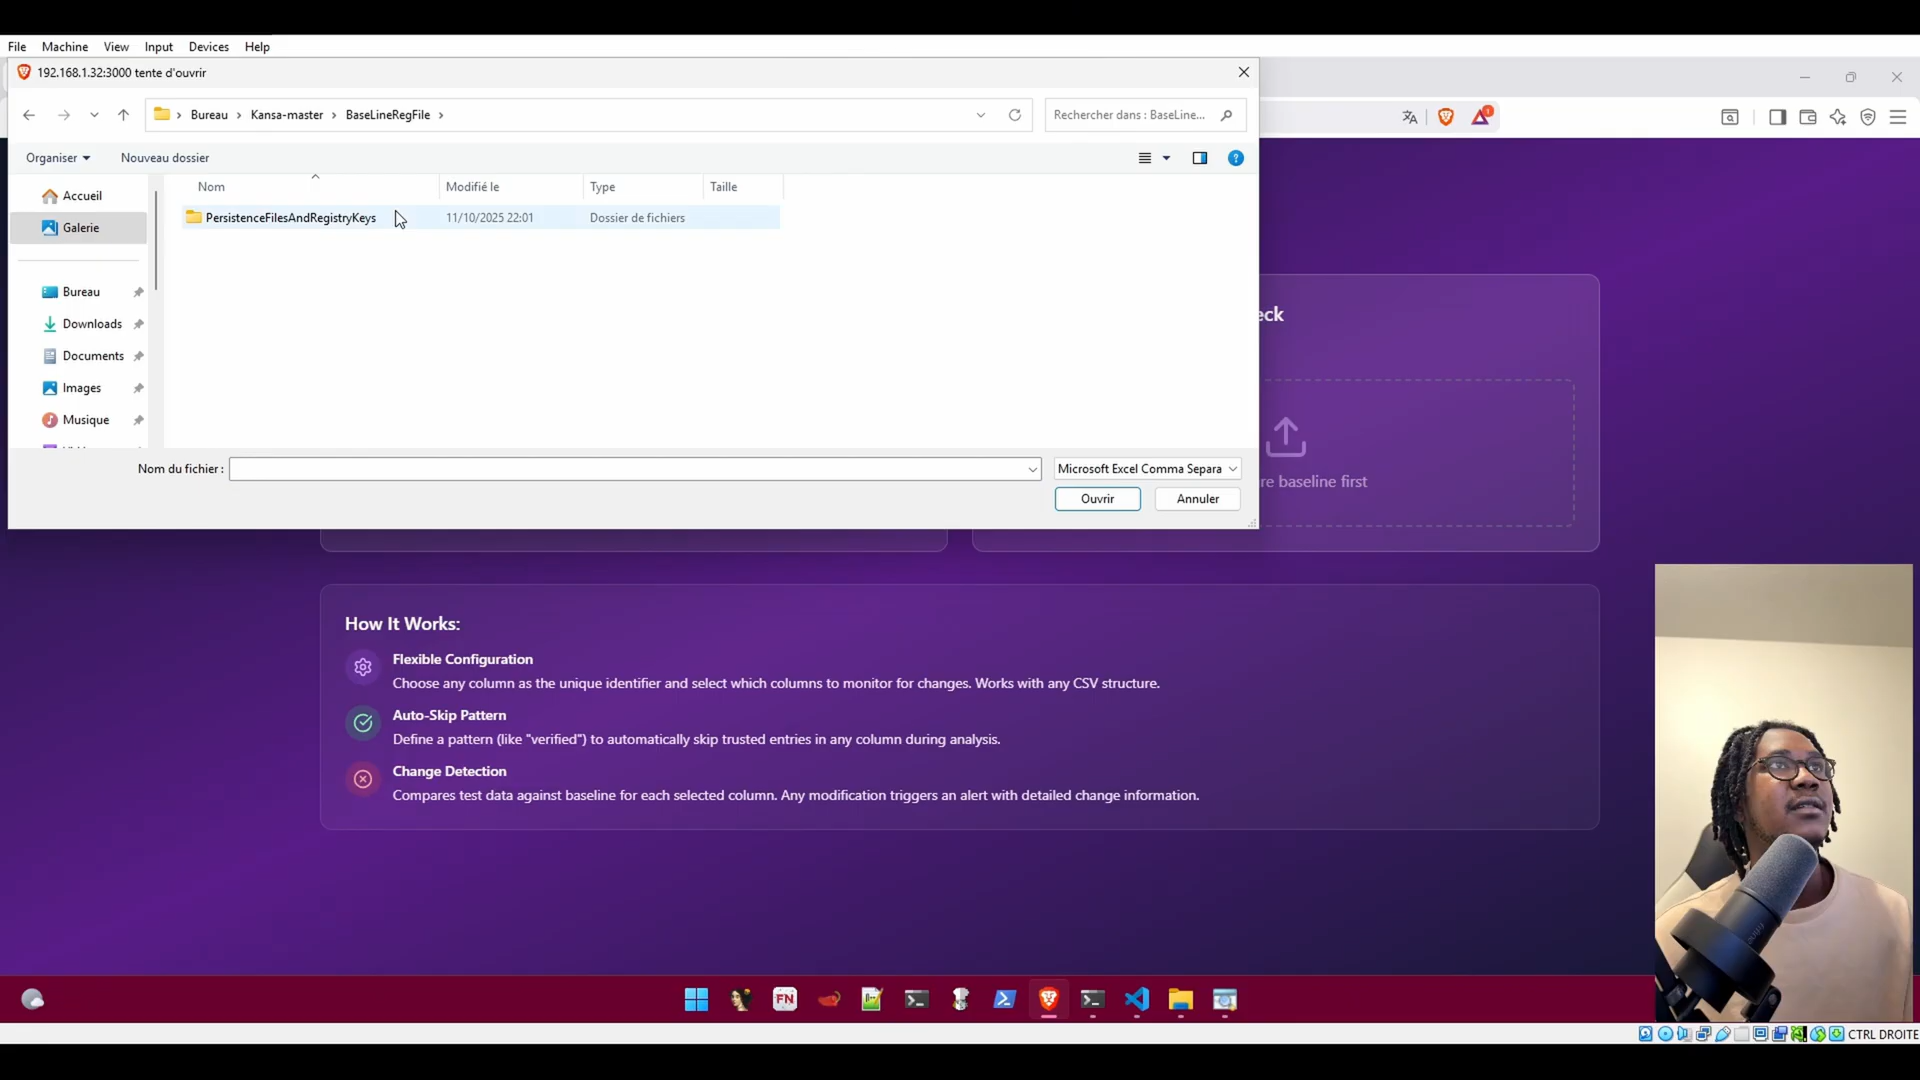 File Machine View Input Devices Help
192.168.1.32:3000 tente d'ouvrir
Bureau > Kansa-master > BaseLineRegFile >
Rechercher dans : BaseLine...
Organiser
Nouveau dossier
Nom Modifié le Type Taille
PersistenceFilesAndRegistryKeys 11/10/2025 22:01 Dossier de fichiers
Accueil
Galerie
Bureau
Downloads
Documents
Images
Musique
Nom du fichier :
Microsoft Excel Comma Separa
Ouvrir
Annuler
eck
re baseline first
How It Works:
Flexible Configuration
Choose any column as the unique identifier and select which columns to monitor for changes. Works with any CSV structure.
Auto-Skip Pattern
Define a pattern (like "verified") to automatically skip trusted entries in any column during analysis.
Change Detection
Compares test data against baseline for each selected column. Any modification triggers an alert with detailed change information.
FN
CTRL DROITE